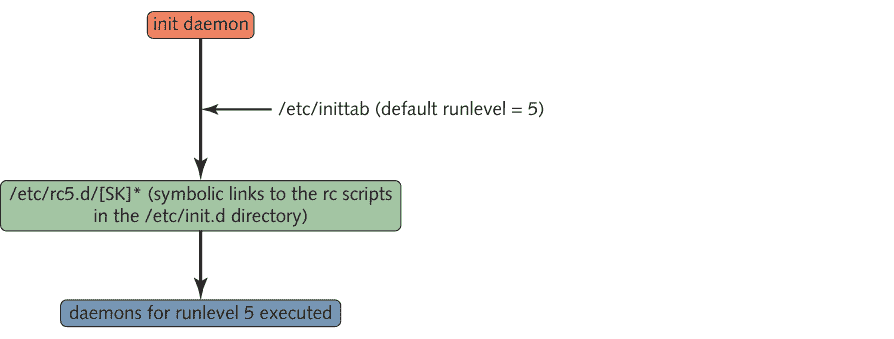 init daemon
/etc/inittab (default runlevel = 5)
/etc/rc5.d/[SK]* (symbolic links to the rc scripts
in the /etc/init.d directory)
daemons for runlevel 5 executed